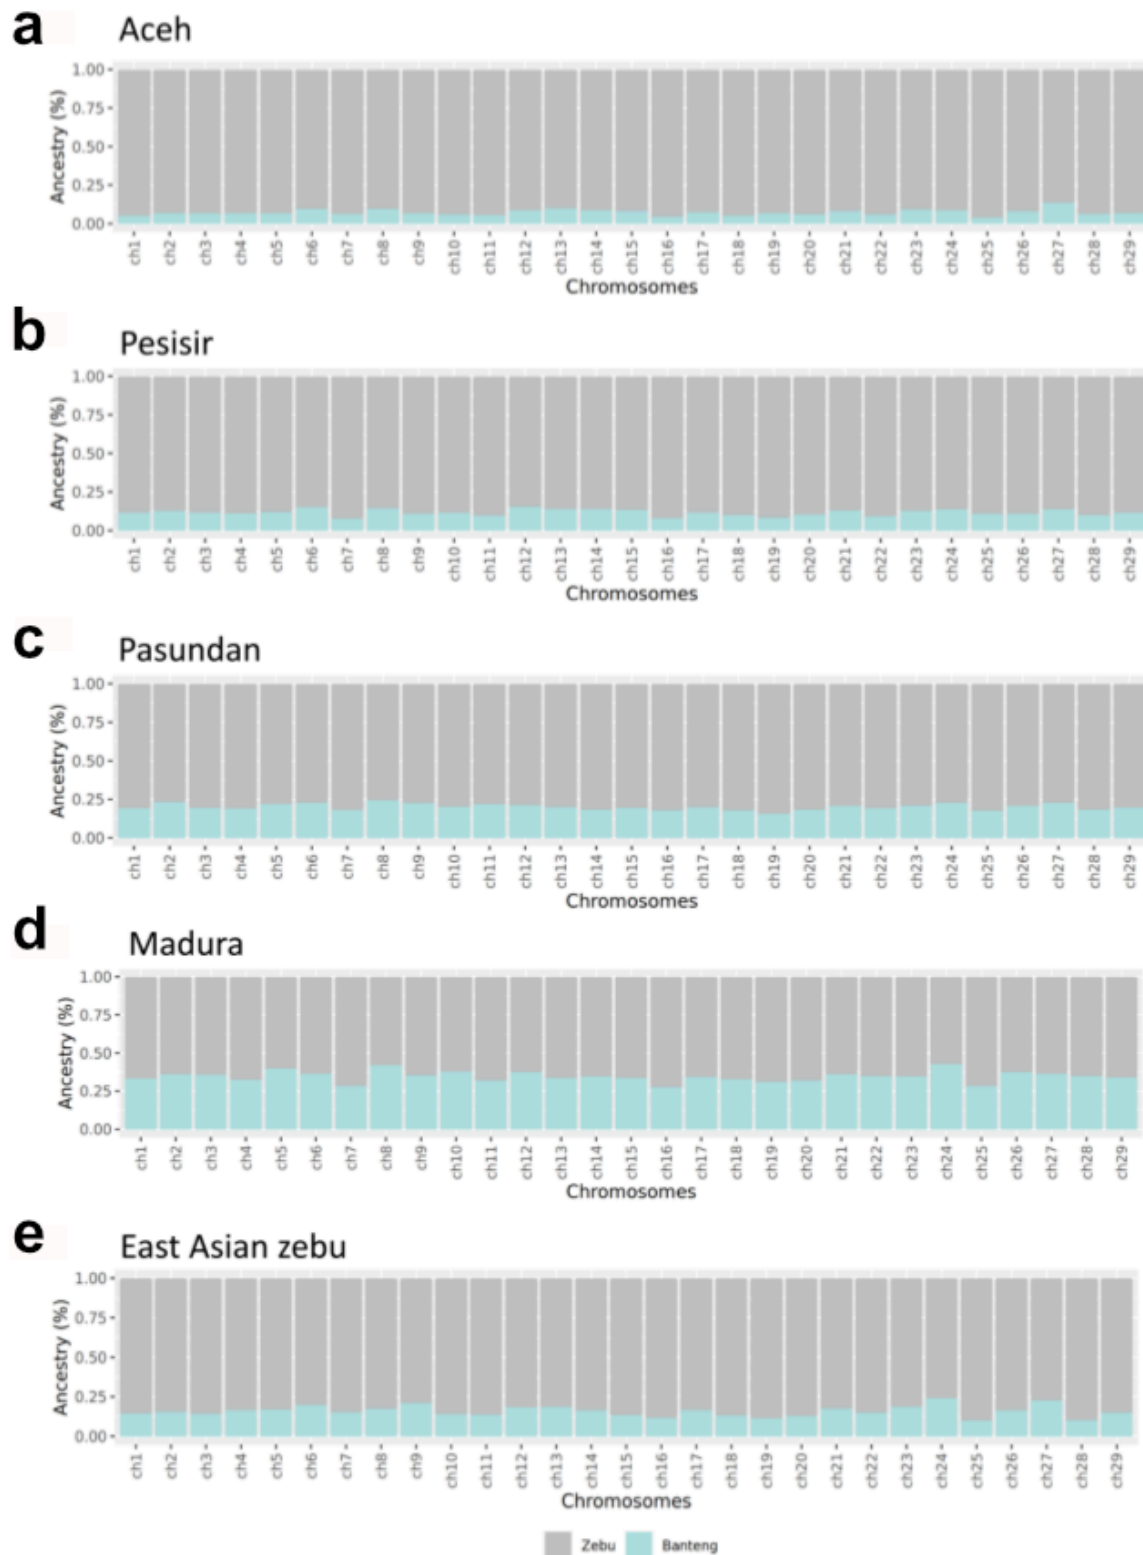 a Aceh
1.00
0.75
0.50
0.25
0.00
Ancestry (%)
ch1 ch2 ch3 ch4 ch5 ch6 ch7 ch8 ch9 ch10 ch11 ch12 ch13 ch14 ch15 ch16 ch17 ch18 ch19 ch20 ch21 ch22 ch23 ch24 ch25 ch26 ch27 ch28 ch29
Chromosomes
b Pesisir
1.00
0.75
0.50
0.25
0.00
Ancestry (%)
ch1 ch2 ch3 ch4 ch5 ch6 ch7 ch8 ch9 ch10 ch11 ch12 ch13 ch14 ch15 ch16 ch17 ch18 ch19 ch20 ch21 ch22 ch23 ch24 ch25 ch26 ch27 ch28 ch29
Chromosomes
c Pasundan
1.00
0.75
0.50
0.25
0.00
Ancestry (%)
ch1 ch2 ch3 ch4 ch5 ch6 ch7 ch8 ch9 ch10 ch11 ch12 ch13 ch14 ch15 ch16 ch17 ch18 ch19 ch20 ch21 ch22 ch23 ch24 ch25 ch26 ch27 ch28 ch29
Chromosomes
d Madura
1.00
0.75
0.50
0.25
0.00
Ancestry (%)
ch1 ch2 ch3 ch4 ch5 ch6 ch7 ch8 ch9 ch10 ch11 ch12 ch13 ch14 ch15 ch16 ch17 ch18 ch19 ch20 ch21 ch22 ch23 ch24 ch25 ch26 ch27 ch28 ch29
Chromosomes
e East Asian zebu
1.00
0.75
0.50
0.25
0.00
Ancestry (%)
ch1 ch2 ch3 ch4 ch5 ch6 ch7 ch8 ch9 ch10 ch11 ch12 ch13 ch14 ch15 ch16 ch17 ch18 ch19 ch20 ch21 ch22 ch23 ch24 ch25 ch26 ch27 ch28 ch29
Chromosomes
Zebu Banteng